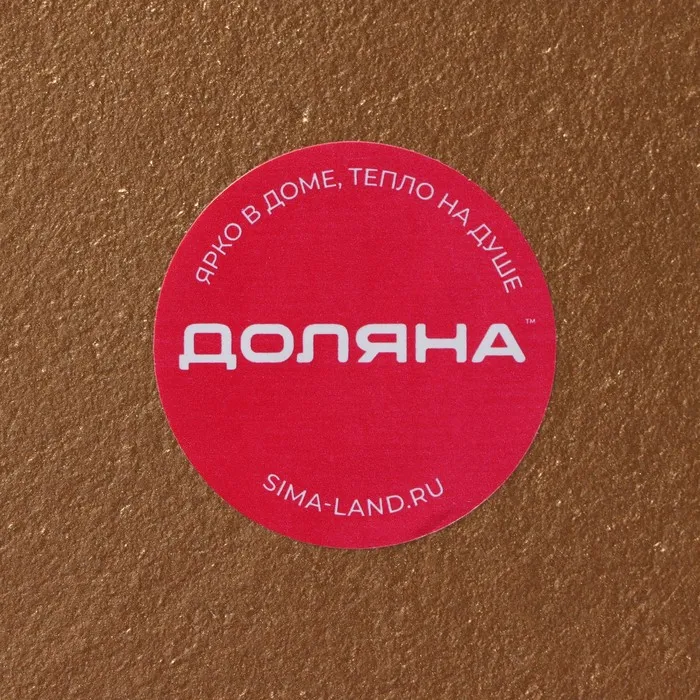 ЯРКО В ДОМЕ, ТЕПЛО НА ДУШЕ
ДОЛЯНА™
SIMA-LAND.RU